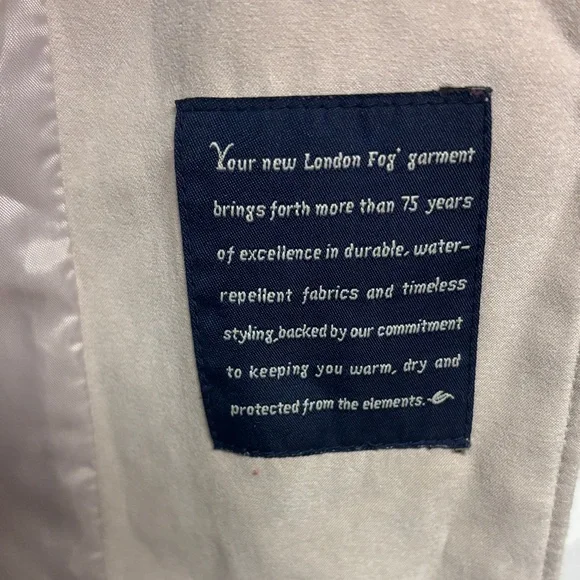 Your new London Fog® garment
brings forth more than 75 years
of excellence in durable, water-
repellent fabrics and timeless
styling, backed by our commitment
to keeping you warm, dry and
protected from the elements.